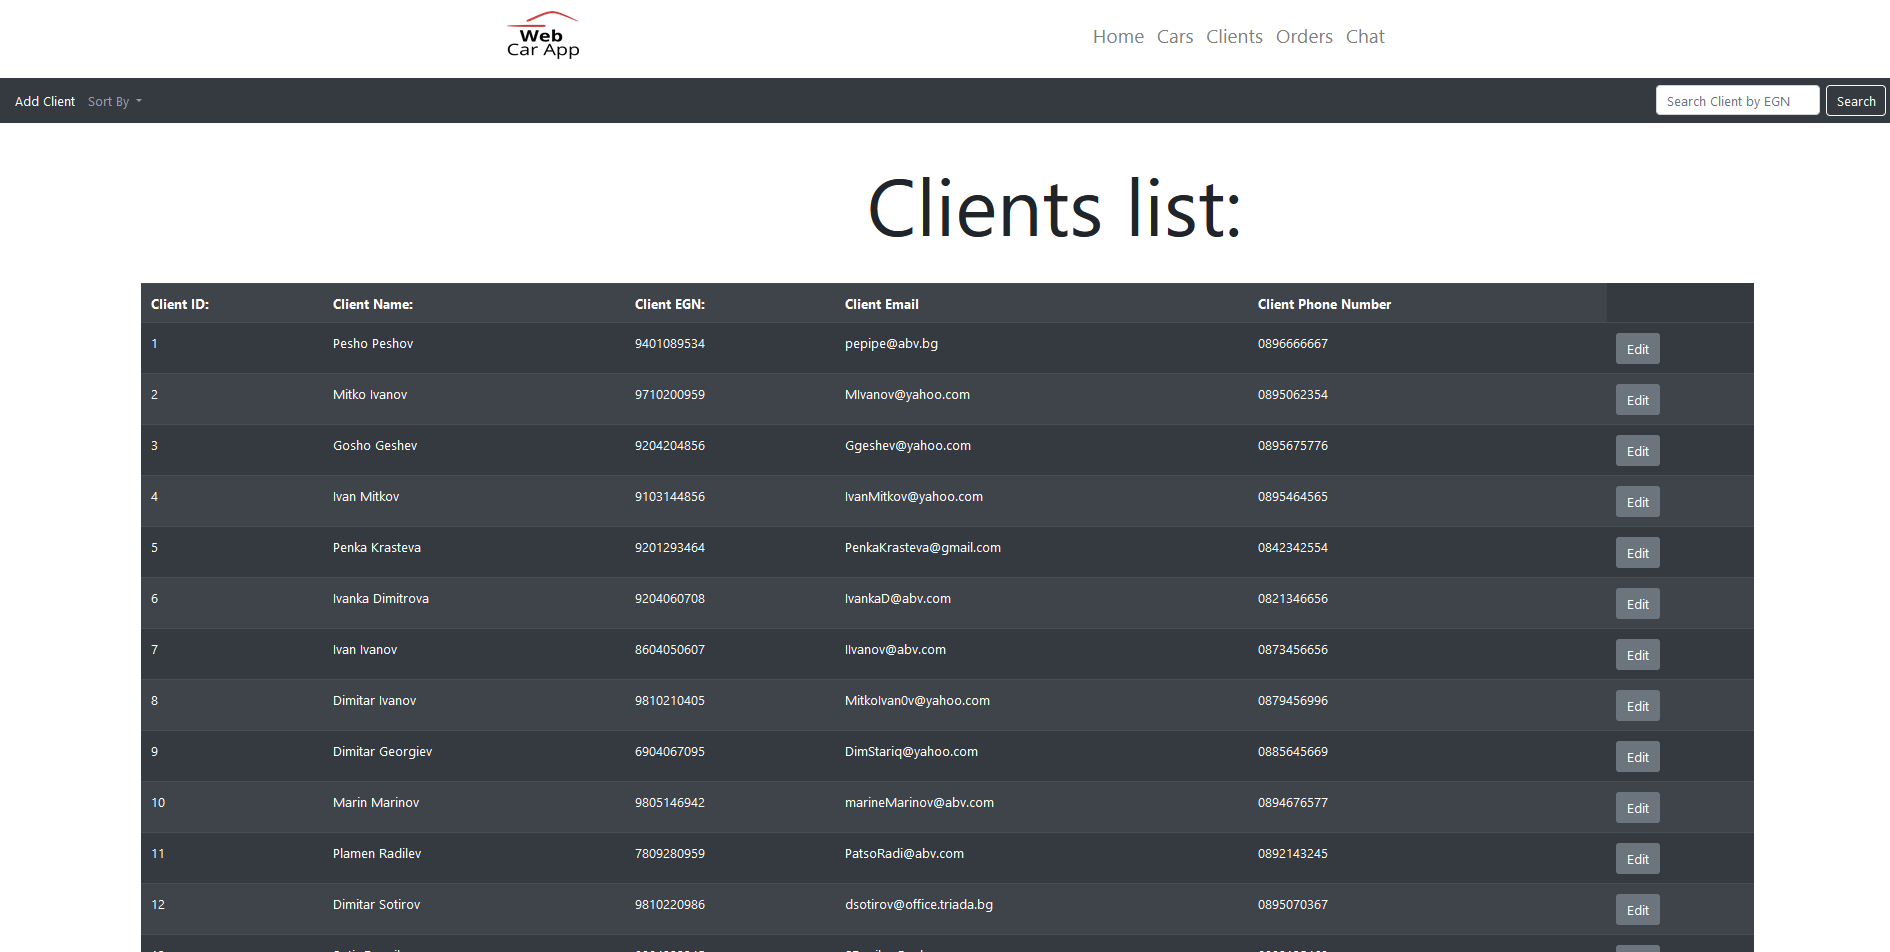 Web
Car App
Home Cars Clients Orders Chat
Add Client Sort By Search Client by EGN Search
Clients list:
Client ID: Client Name: Client EGN: Client Email Client Phone Number
1 Pesho Peshov 9401089534 pepipe@abv.bg 0896666667 Edit
2 Mitko Ivanov 9710200959 MIvanov@yahoo.com 0895062354 Edit
3 Gosho Geshev 9204204856 Ggeshev@yahoo.com 0895675776 Edit
4 Ivan Mitkov 9103144856 IvanMitkov@yahoo.com 0895464565 Edit
5 Penka Krasteva 9201293464 PenkaKrasteva@gmail.com 0842342554 Edit
6 Ivanka Dimitrova 9204060708 IvankaD@abv.com 0821346656 Edit
7 Ivan Ivanov 8604050607 IIvanov@abv.com 0873456656 Edit
8 Dimitar Ivanov 9810210405 MitkoIvan0v@yahoo.com 0879456996 Edit
9 Dimitar Georgiev 6904067095 DimStariq@yahoo.com 0885645669 Edit
10 Marin Marinov 9805146942 marineMarinov@abv.com 0894676577 Edit
11 Plamen Radilev 7809280959 PatsoRadi@abv.com 0892143245 Edit
12 Dimitar Sotirov 9810220986 dsotirov@office.triada.bg 0895070367 Edit